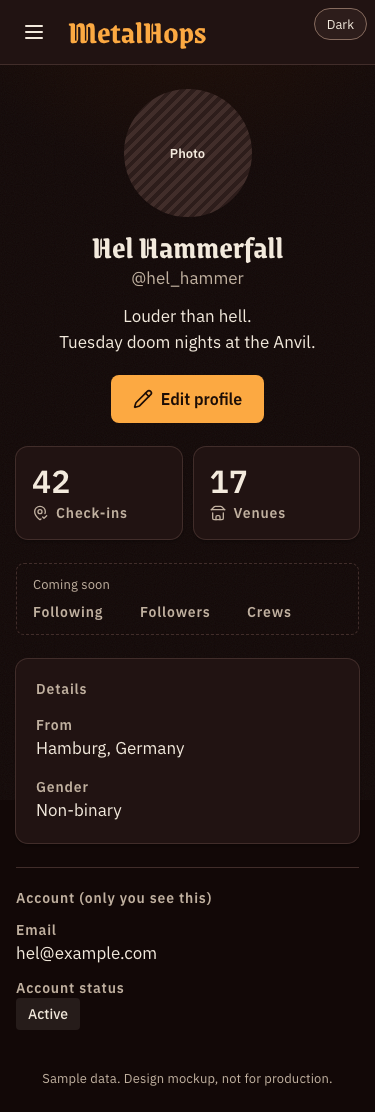 MetalHops
Dark
Photo
Hel Hammerfall
@hel_hammer
Louder than hell.
Tuesday doom nights at the Anvil.
Edit profile
42
Check-ins
17
Venues
Coming soon
Following Followers Crews
Details
From
Hamburg, Germany
Gender
Non-binary
Account (only you see this)
Email
hel@example.com
Account status
Active
Sample data. Design mockup, not for production.